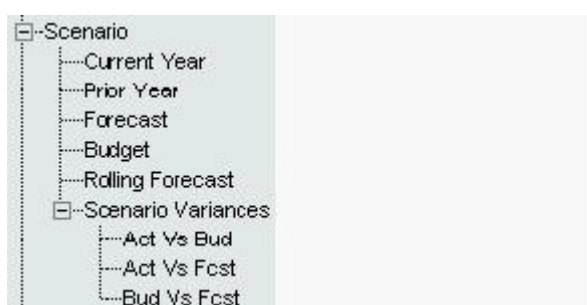 Scenario
Current Year
Prior Year
Forecast
Budget
Rolling Forecast
Scenario Variances
Act Vs Bud
Act Vs Fcst
Bud Vs Fcst